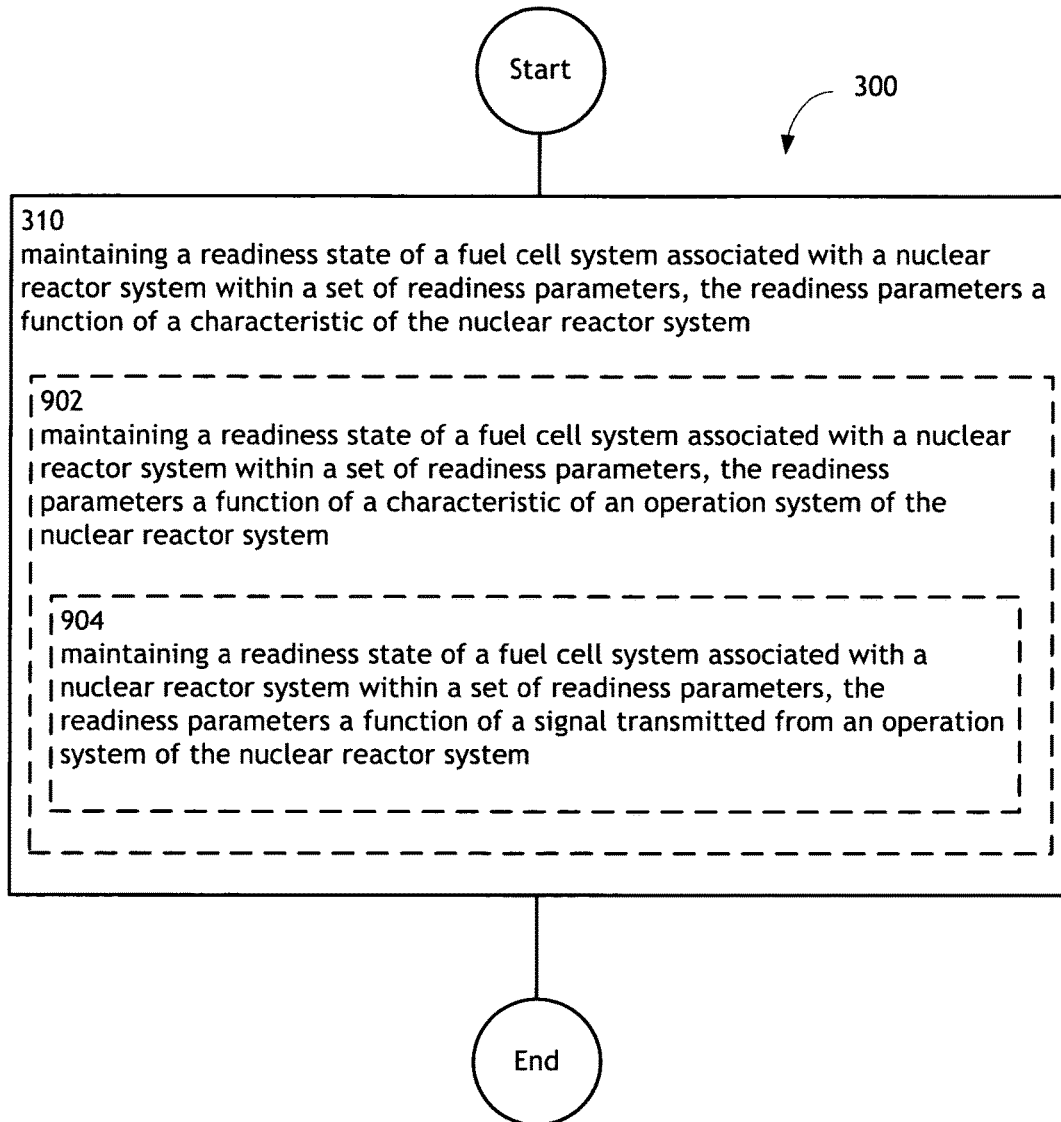 Start
300
310
maintaining a readiness state of a fuel cell system associated with a nuclear
reactor system within a set of readiness parameters, the readiness parameters a
function of a characteristic of the nuclear reactor system
902
maintaining a readiness state of a fuel cell system associated with a nuclear
reactor system within a set of readiness parameters, the readiness
parameters a function of a characteristic of an operation system of the
nuclear reactor system
904
maintaining a readiness state of a fuel cell system associated with a
nuclear reactor system within a set of readiness parameters, the
readiness parameters a function of a signal transmitted from an operation
system of the nuclear reactor system
End